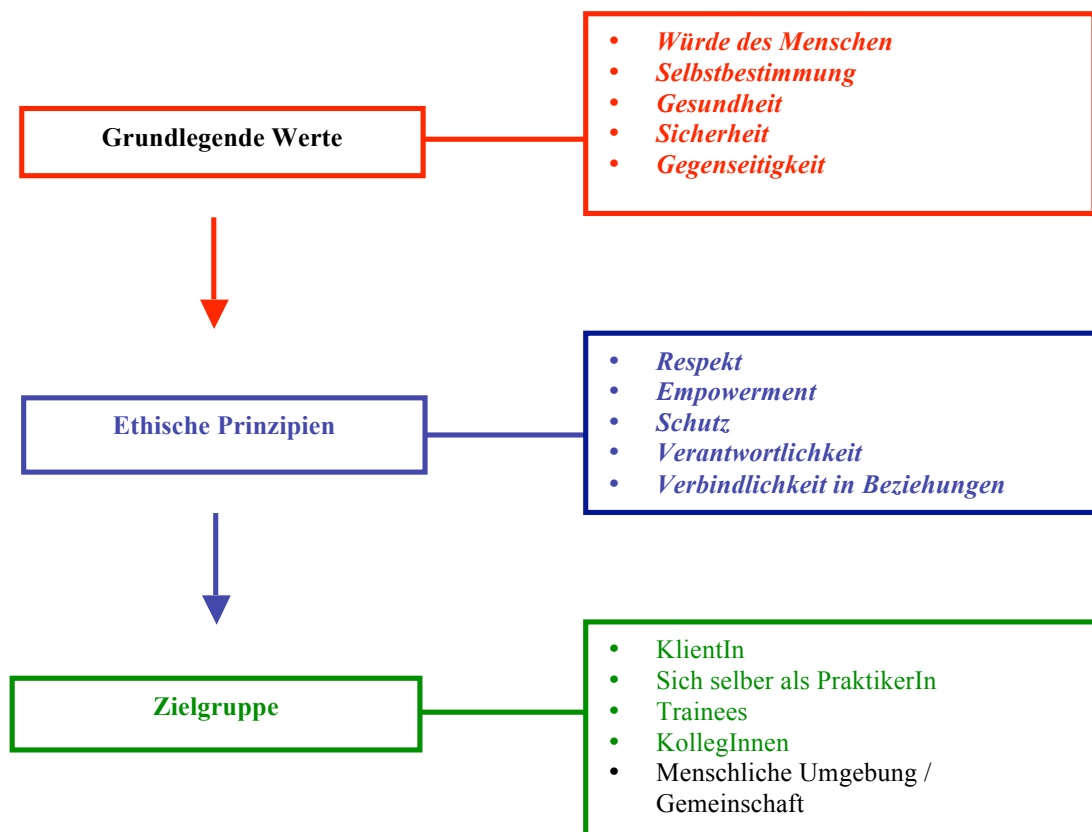 Grundlegende Werte
• Würde des Menschen
• Selbstbestimmung
• Gesundheit
• Sicherheit
• Gegenseitigkeit
Ethische Prinzipien
• Respekt
• Empowerment
• Schutz
• Verantwortlichkeit
• Verbindlichkeit in Beziehungen
Zielgruppe
• KlientIn
• Sich selber als PraktikerIn
• Trainees
• KollegInnen
• Menschliche Umgebung /
Gemeinschaft